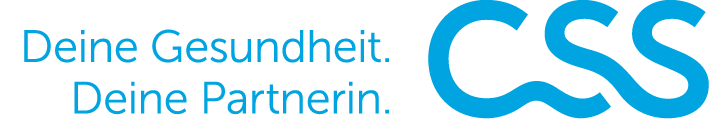 Deine Gesundheit.
Deine Partnerin.
CSS